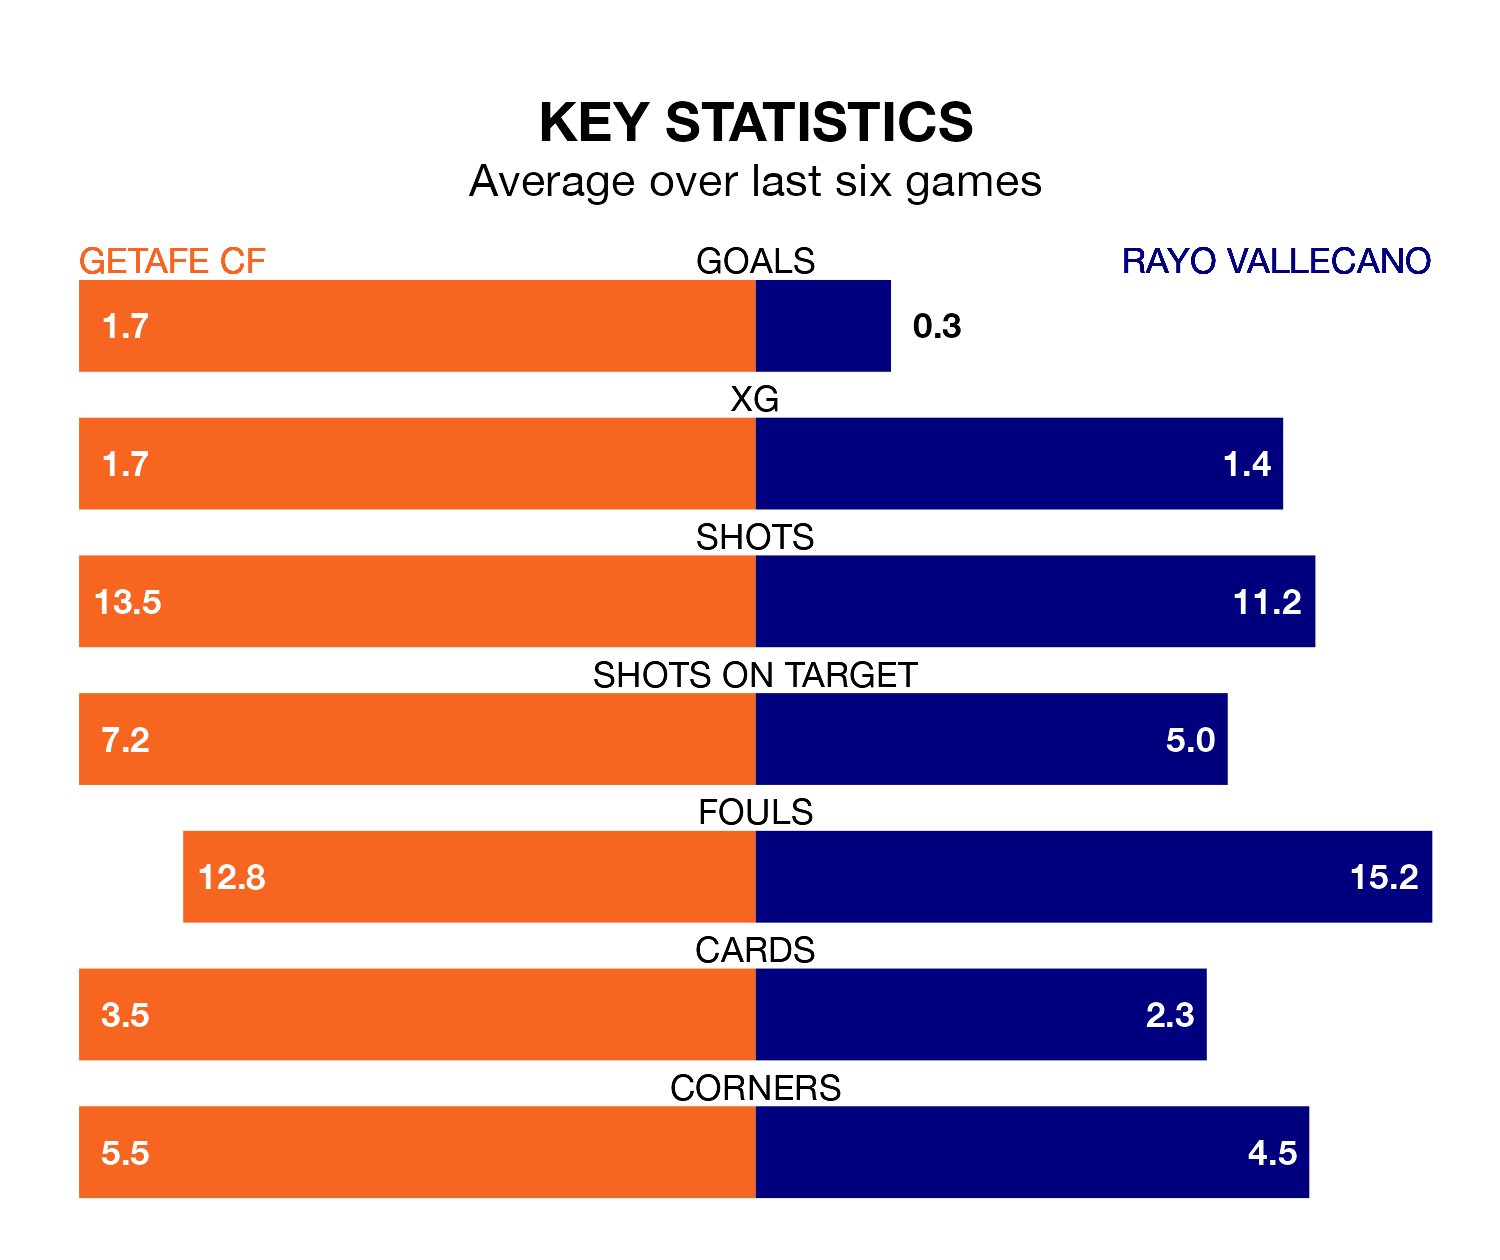 KEY STATISTICS
Average over last six games
GETAFE CF GOALS RAYO VALLECANO
1.7 0.3
XG
1.7 1.4
SHOTS
13.5 11.2
SHOTS ON TARGET
7.2 5.0
FOULS
12.8 15.2
CARDS
3.5 2.3
CORNERS
5.5 4.5